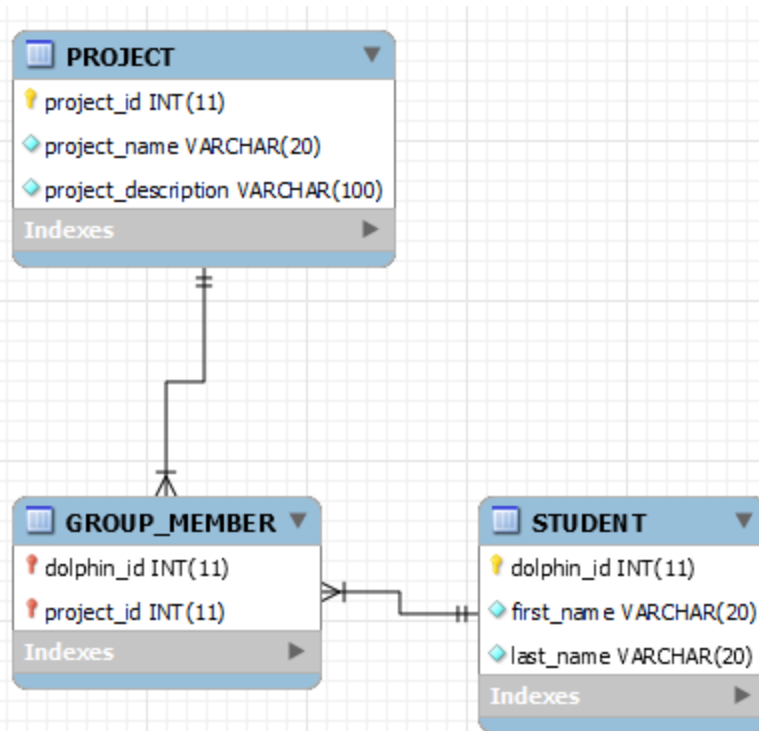 PROJECT
project_id INT(11)
project_name VARCHAR(20)
project_description VARCHAR(100)
Indexes
GROUP_MEMBER
dolphin_id INT(11)
project_id INT(11)
Indexes
STUDENT
dolphin_id INT(11)
first_name VARCHAR(20)
last_name VARCHAR(20)
Indexes